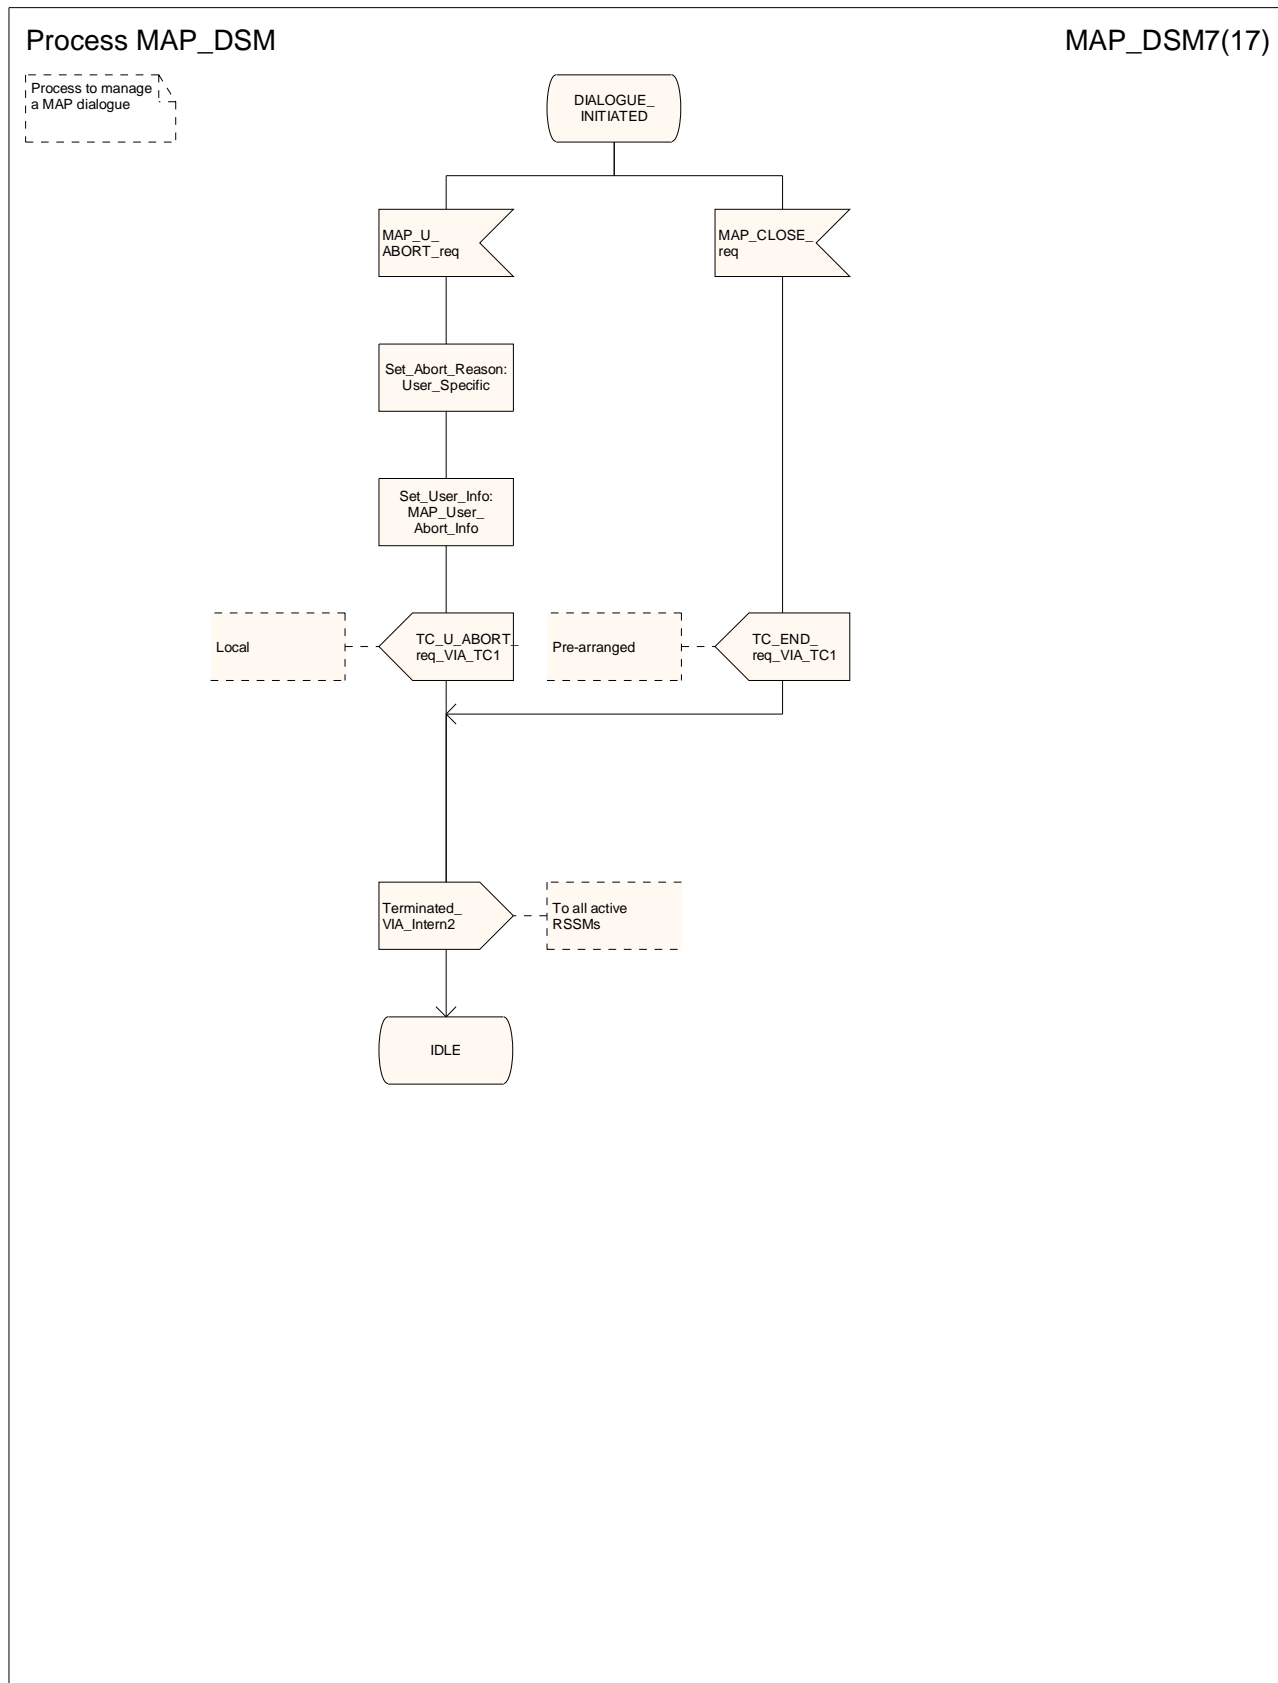 Process MAP_DSM
MAP_DSM7(17)
Process to manage
a MAP dialogue
DIALOGUE_
INITIATED
MAP_U_
ABORT_req
MAP_CLOSE_
req
Set_Abort_Reason:
User_Specific
Set_User_Info:
MAP_User_
Abort_Info
Local
TC_U_ABORT_
req_VIA_TC1
Pre-arranged
TC_END_
req_VIA_TC1
Terminated_
VIA_Intern2
To all active
RSSMs
IDLE